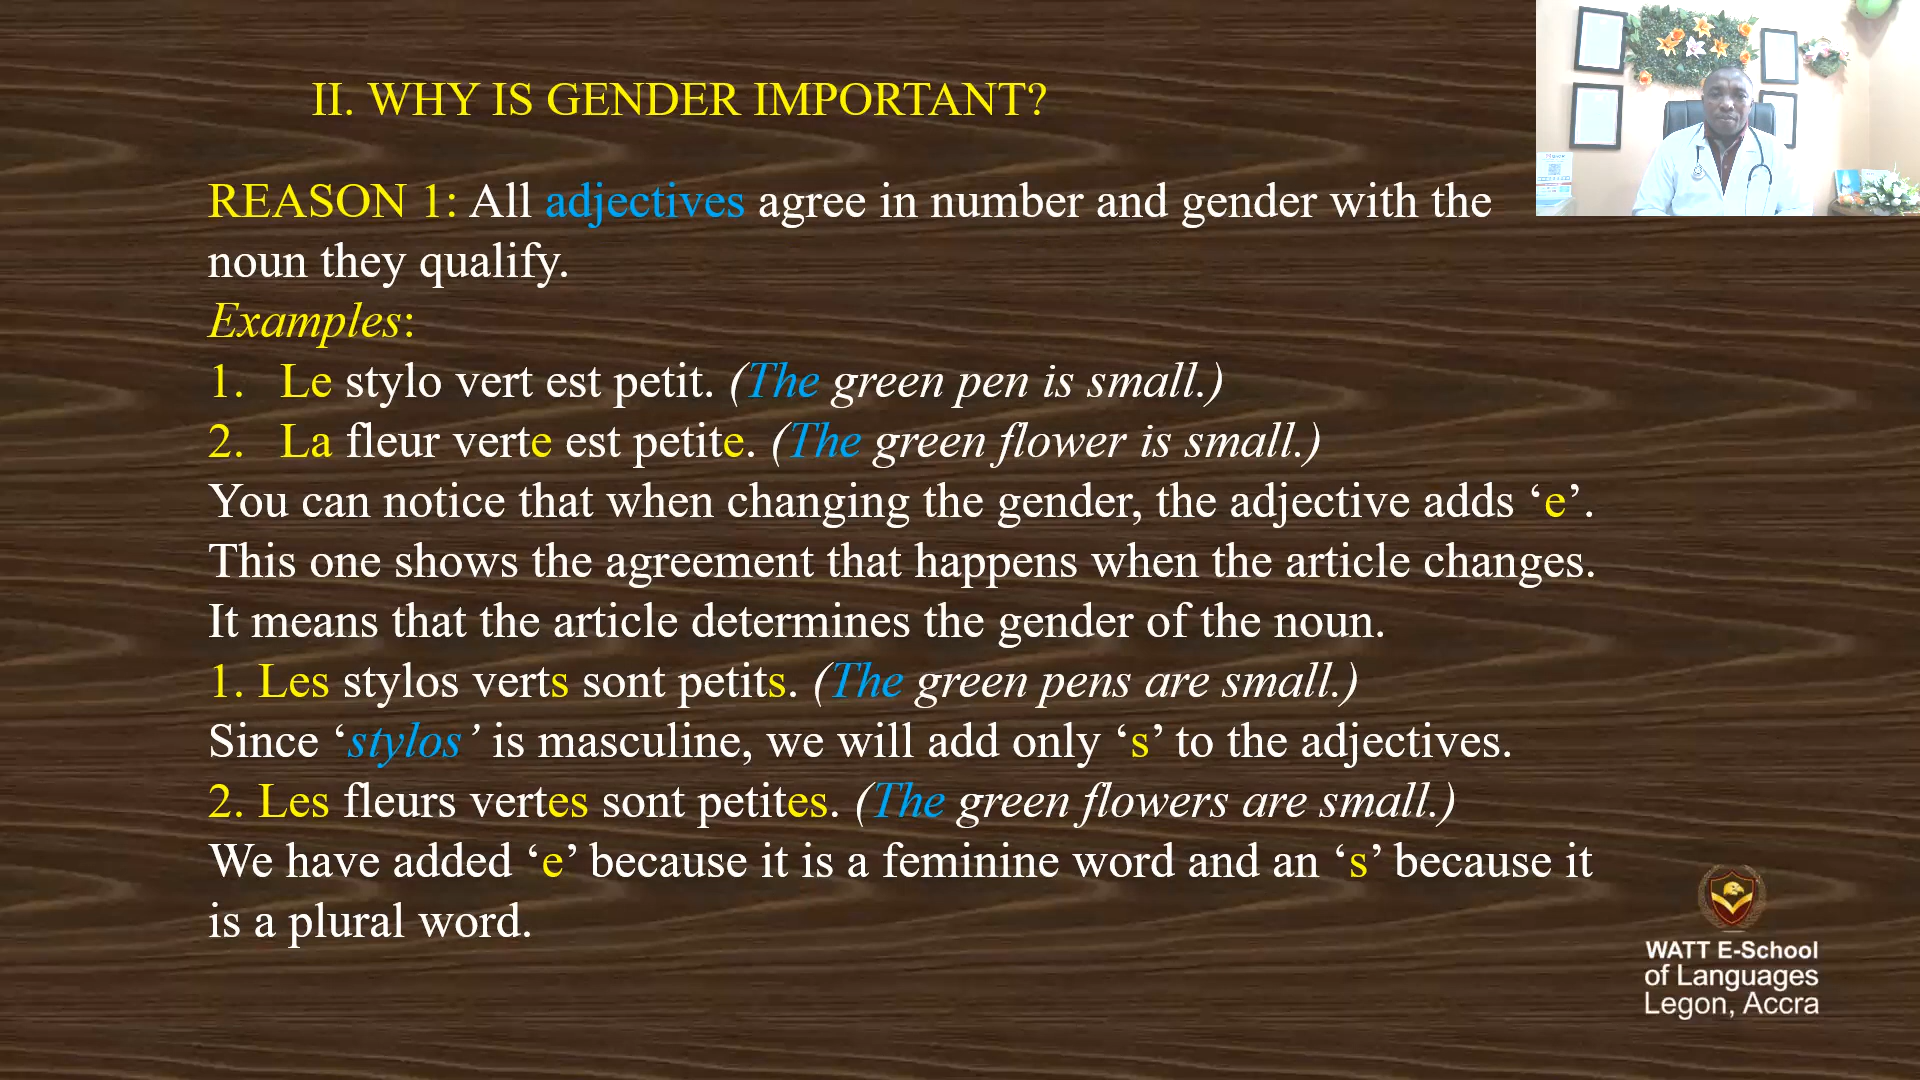 II. WHY IS GENDER IMPORTANT?
REASON 1: All adjectives agree in number and gender with the
noun they qualify.
Examples:
1. Le stylo vert est petit. (The green pen is small.)
2. La fleur verte est petite. (The green flower is small.)
You can notice that when changing the gender, the adjective adds ‘e’.
This one shows the agreement that happens when the article changes.
It means that the article determines the gender of the noun.
1. Les stylos verts sont petits. (The green pens are small.)
Since ‘stylos’ is masculine, we will add only ‘s’ to the adjectives.
2. Les fleurs vertes sont petites. (The green flowers are small.)
We have added ‘e’ because it is a feminine word and an ‘s’ because it
is a plural word.
WATT E-School
of Languages
Legon, Accra